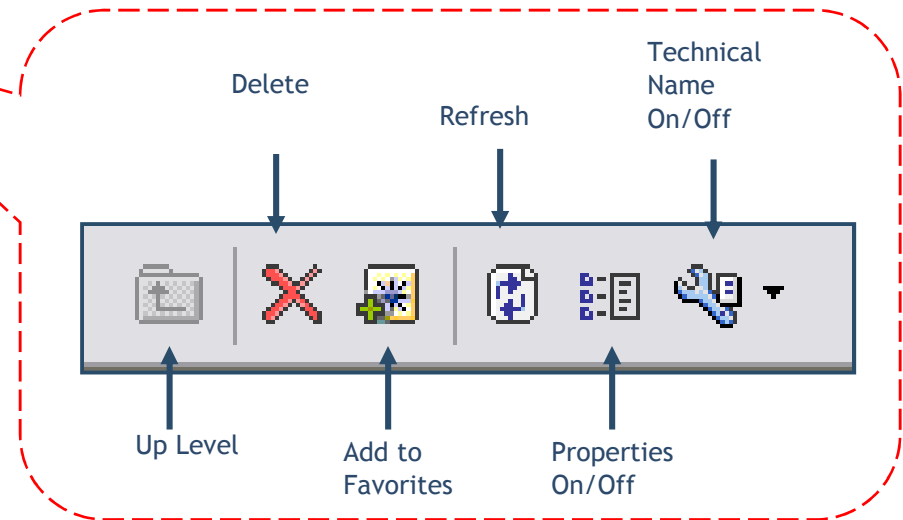 Delete
Refresh
Technical
Name
On/Off
Up Level
Add to
Favorites
Properties
On/Off